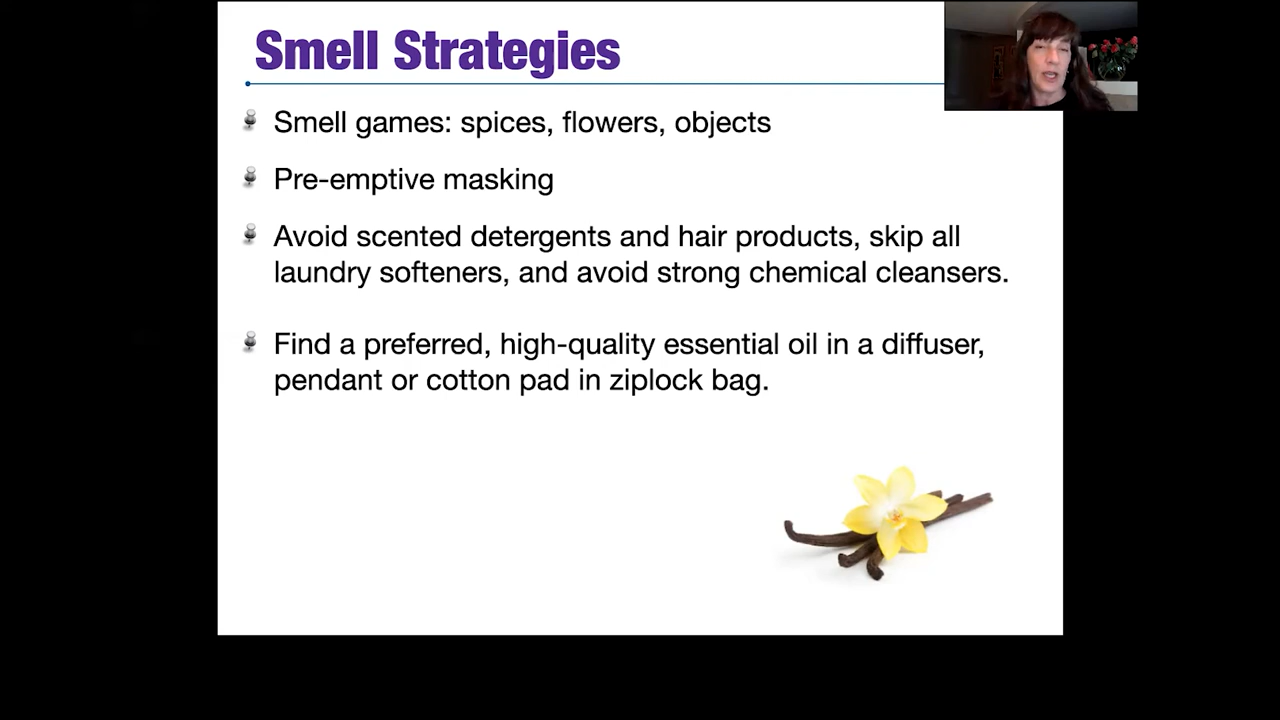 Smell Strategies
Smell games: spices, flowers, objects
Pre-emptive masking
Avoid scented detergents and hair products, skip all
laundry softeners, and avoid strong chemical cleansers.
Find a preferred, high-quality essential oil in a diffuser,
pendant or cotton pad in ziplock bag.